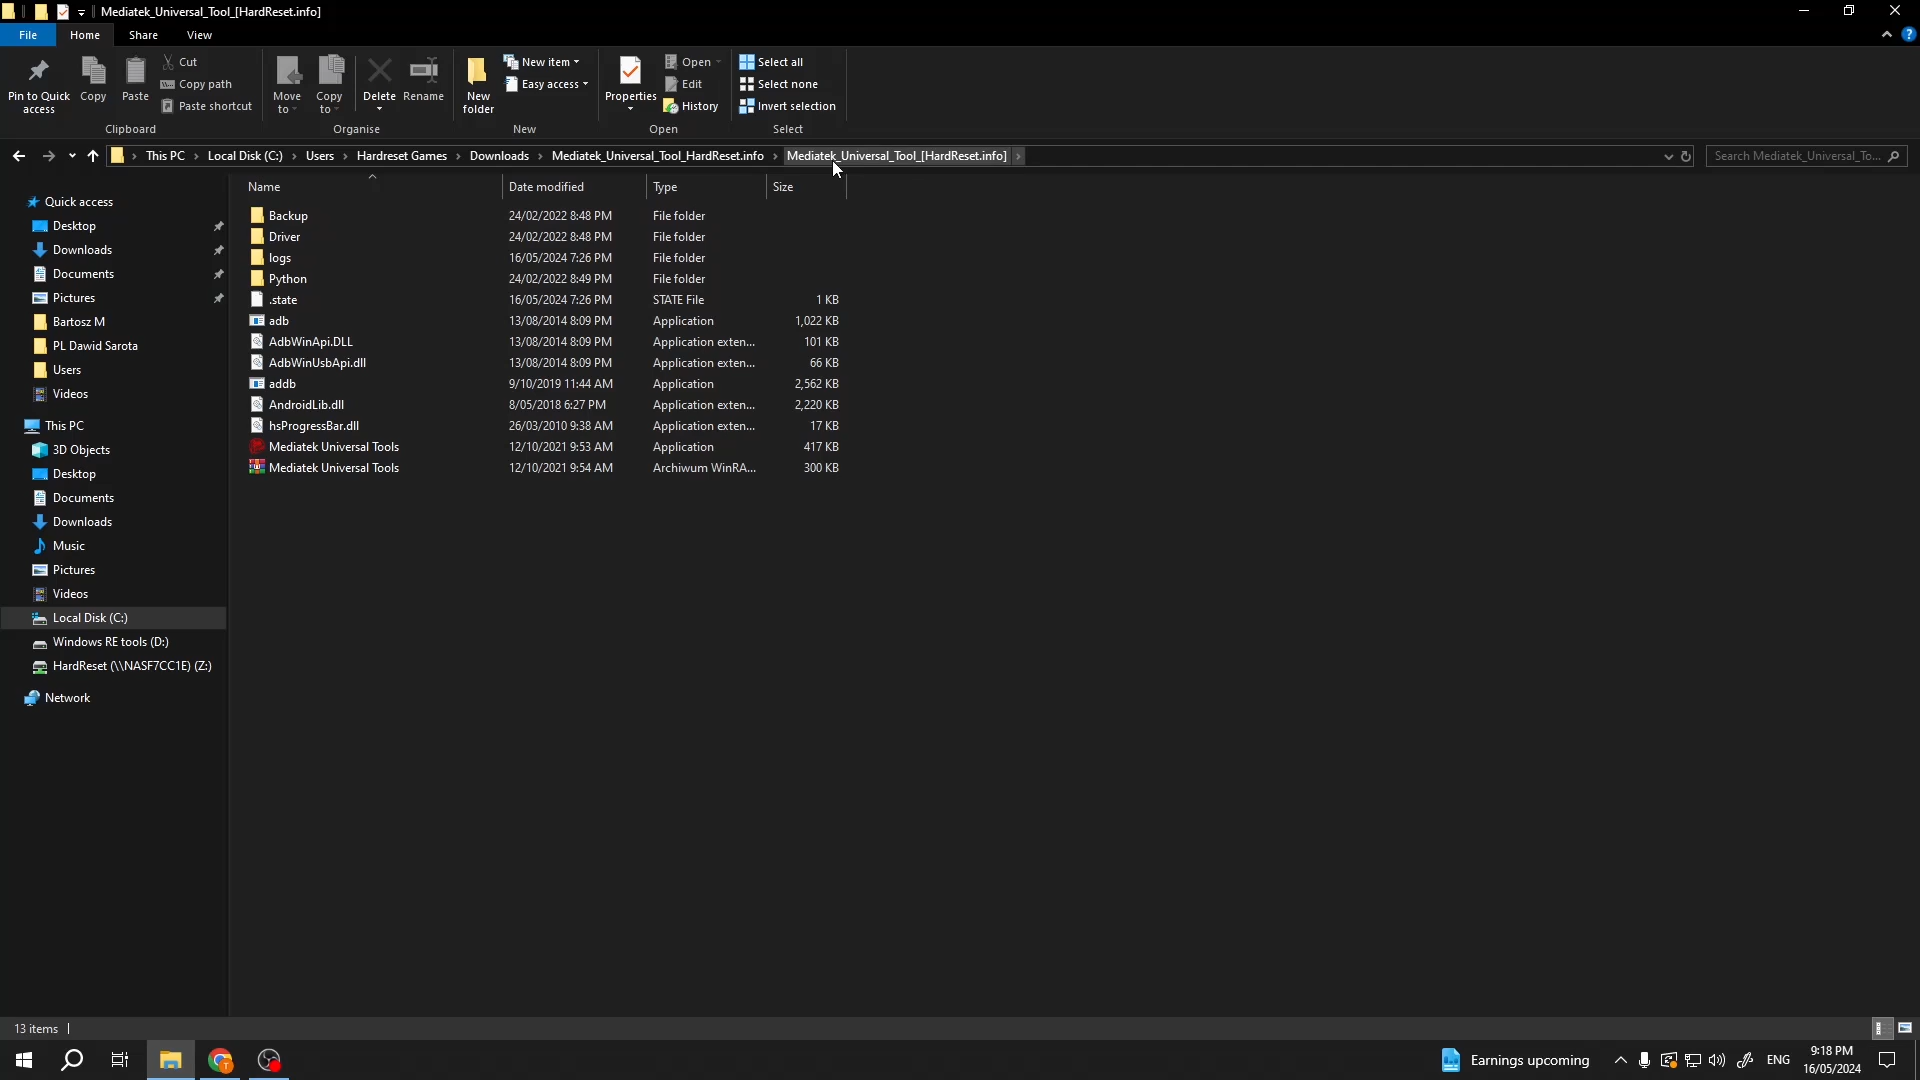 Mediatek_Universal_Tool_[HardReset.info]
File Home Share View
Pin to Quick access
Copy
Paste
Cut
Copy path
Paste shortcut
Clipboard
Move to
Copy to
Delete
Rename
Organise
New folder
New item
Easy access
New
Properties
Open
Edit
History
Open
Select all
Select none
Invert selection
Select
This PC Local Disk (C:) Users Hardreset Games Downloads Mediatek_Universal_Tool_HardReset.info Mediatek_Universal_Tool_[HardReset.info]
Search Mediatek_Universal_To...
Quick access
Desktop
Downloads
Documents
Pictures
Bartosz M
PL Dawid Sarota
Users
Videos
This PC
3D Objects
Desktop
Documents
Downloads
Music
Pictures
Videos
Local Disk (C:)
Windows RE tools (D:)
HardReset (\\NASF7CC1E) (Z:)
Network
Name Date modified Type Size
Backup 24/02/2022 8:48 PM File folder
Driver 24/02/2022 8:48 PM File folder
logs 16/05/2024 7:26 PM File folder
Python 24/02/2022 8:49 PM File folder
.state 16/05/2024 7:26 PM STATE File 1 KB
adb 13/08/2014 8:09 PM Application 1,022 KB
AdbWinApi.DLL 13/08/2014 8:09 PM Application exten... 101 KB
AdbWinUsbApi.dll 13/08/2014 8:09 PM Application exten... 66 KB
addb 9/10/2019 11:44 AM Application 2,562 KB
AndroidLib.dll 8/05/2018 6:27 PM Application exten... 2,220 KB
hsProgressBar.dll 26/03/2010 9:38 AM Application exten... 17 KB
Mediatek Universal Tools 12/10/2021 9:53 AM Application 417 KB
Mediatek Universal Tools 12/10/2021 9:54 AM Archiwum WinRA... 300 KB
13 items
Earnings upcoming
ENG
9:18 PM
16/05/2024